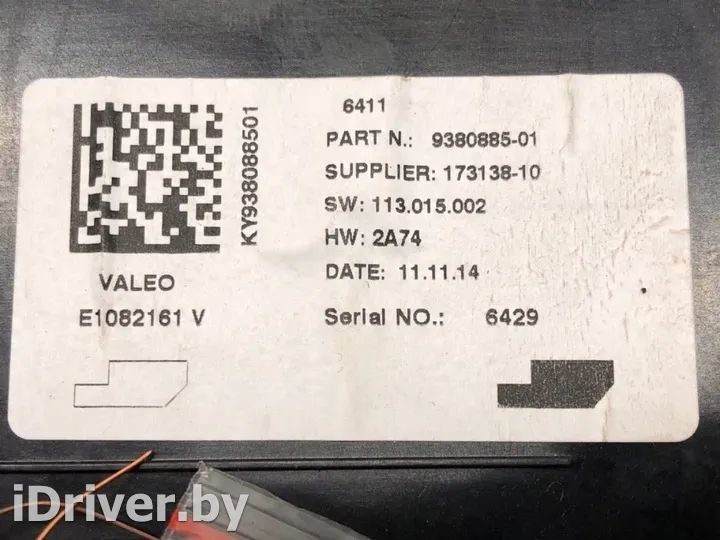 6411
PART N.: 9380885-01
SUPPLIER: 173138-10
SW: 113.015.002
HW: 2A74
DATE: 11.11.14
Serial NO.: 6429
KY938088501
VALEO
E1082161 V
iDriver.by